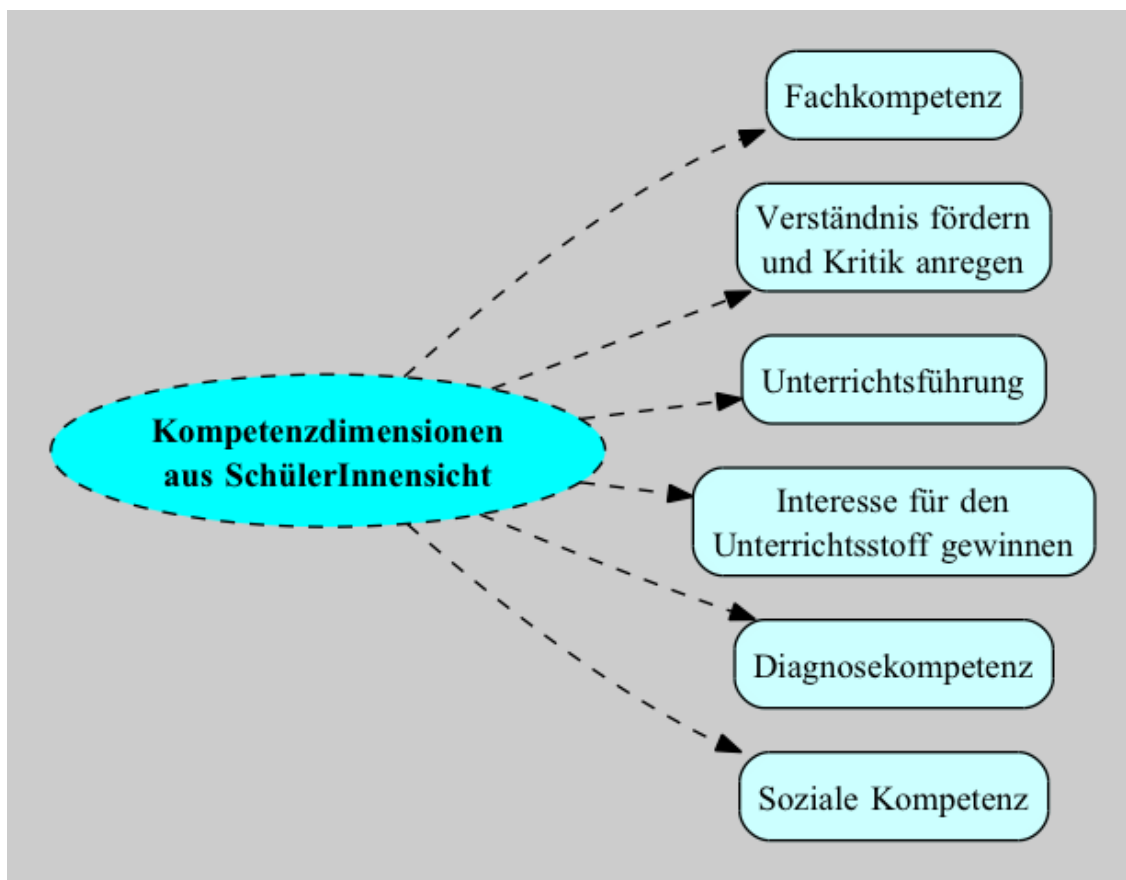 Fachkompetenz
Verständnis fördern
und Kritik anregen
Unterrichtsführung
Kompetenzdimensionen
aus SchülerInnensicht
Interesse für den
Unterrichtsstoff gewinnen
Diagnosekompetenz
Soziale Kompetenz